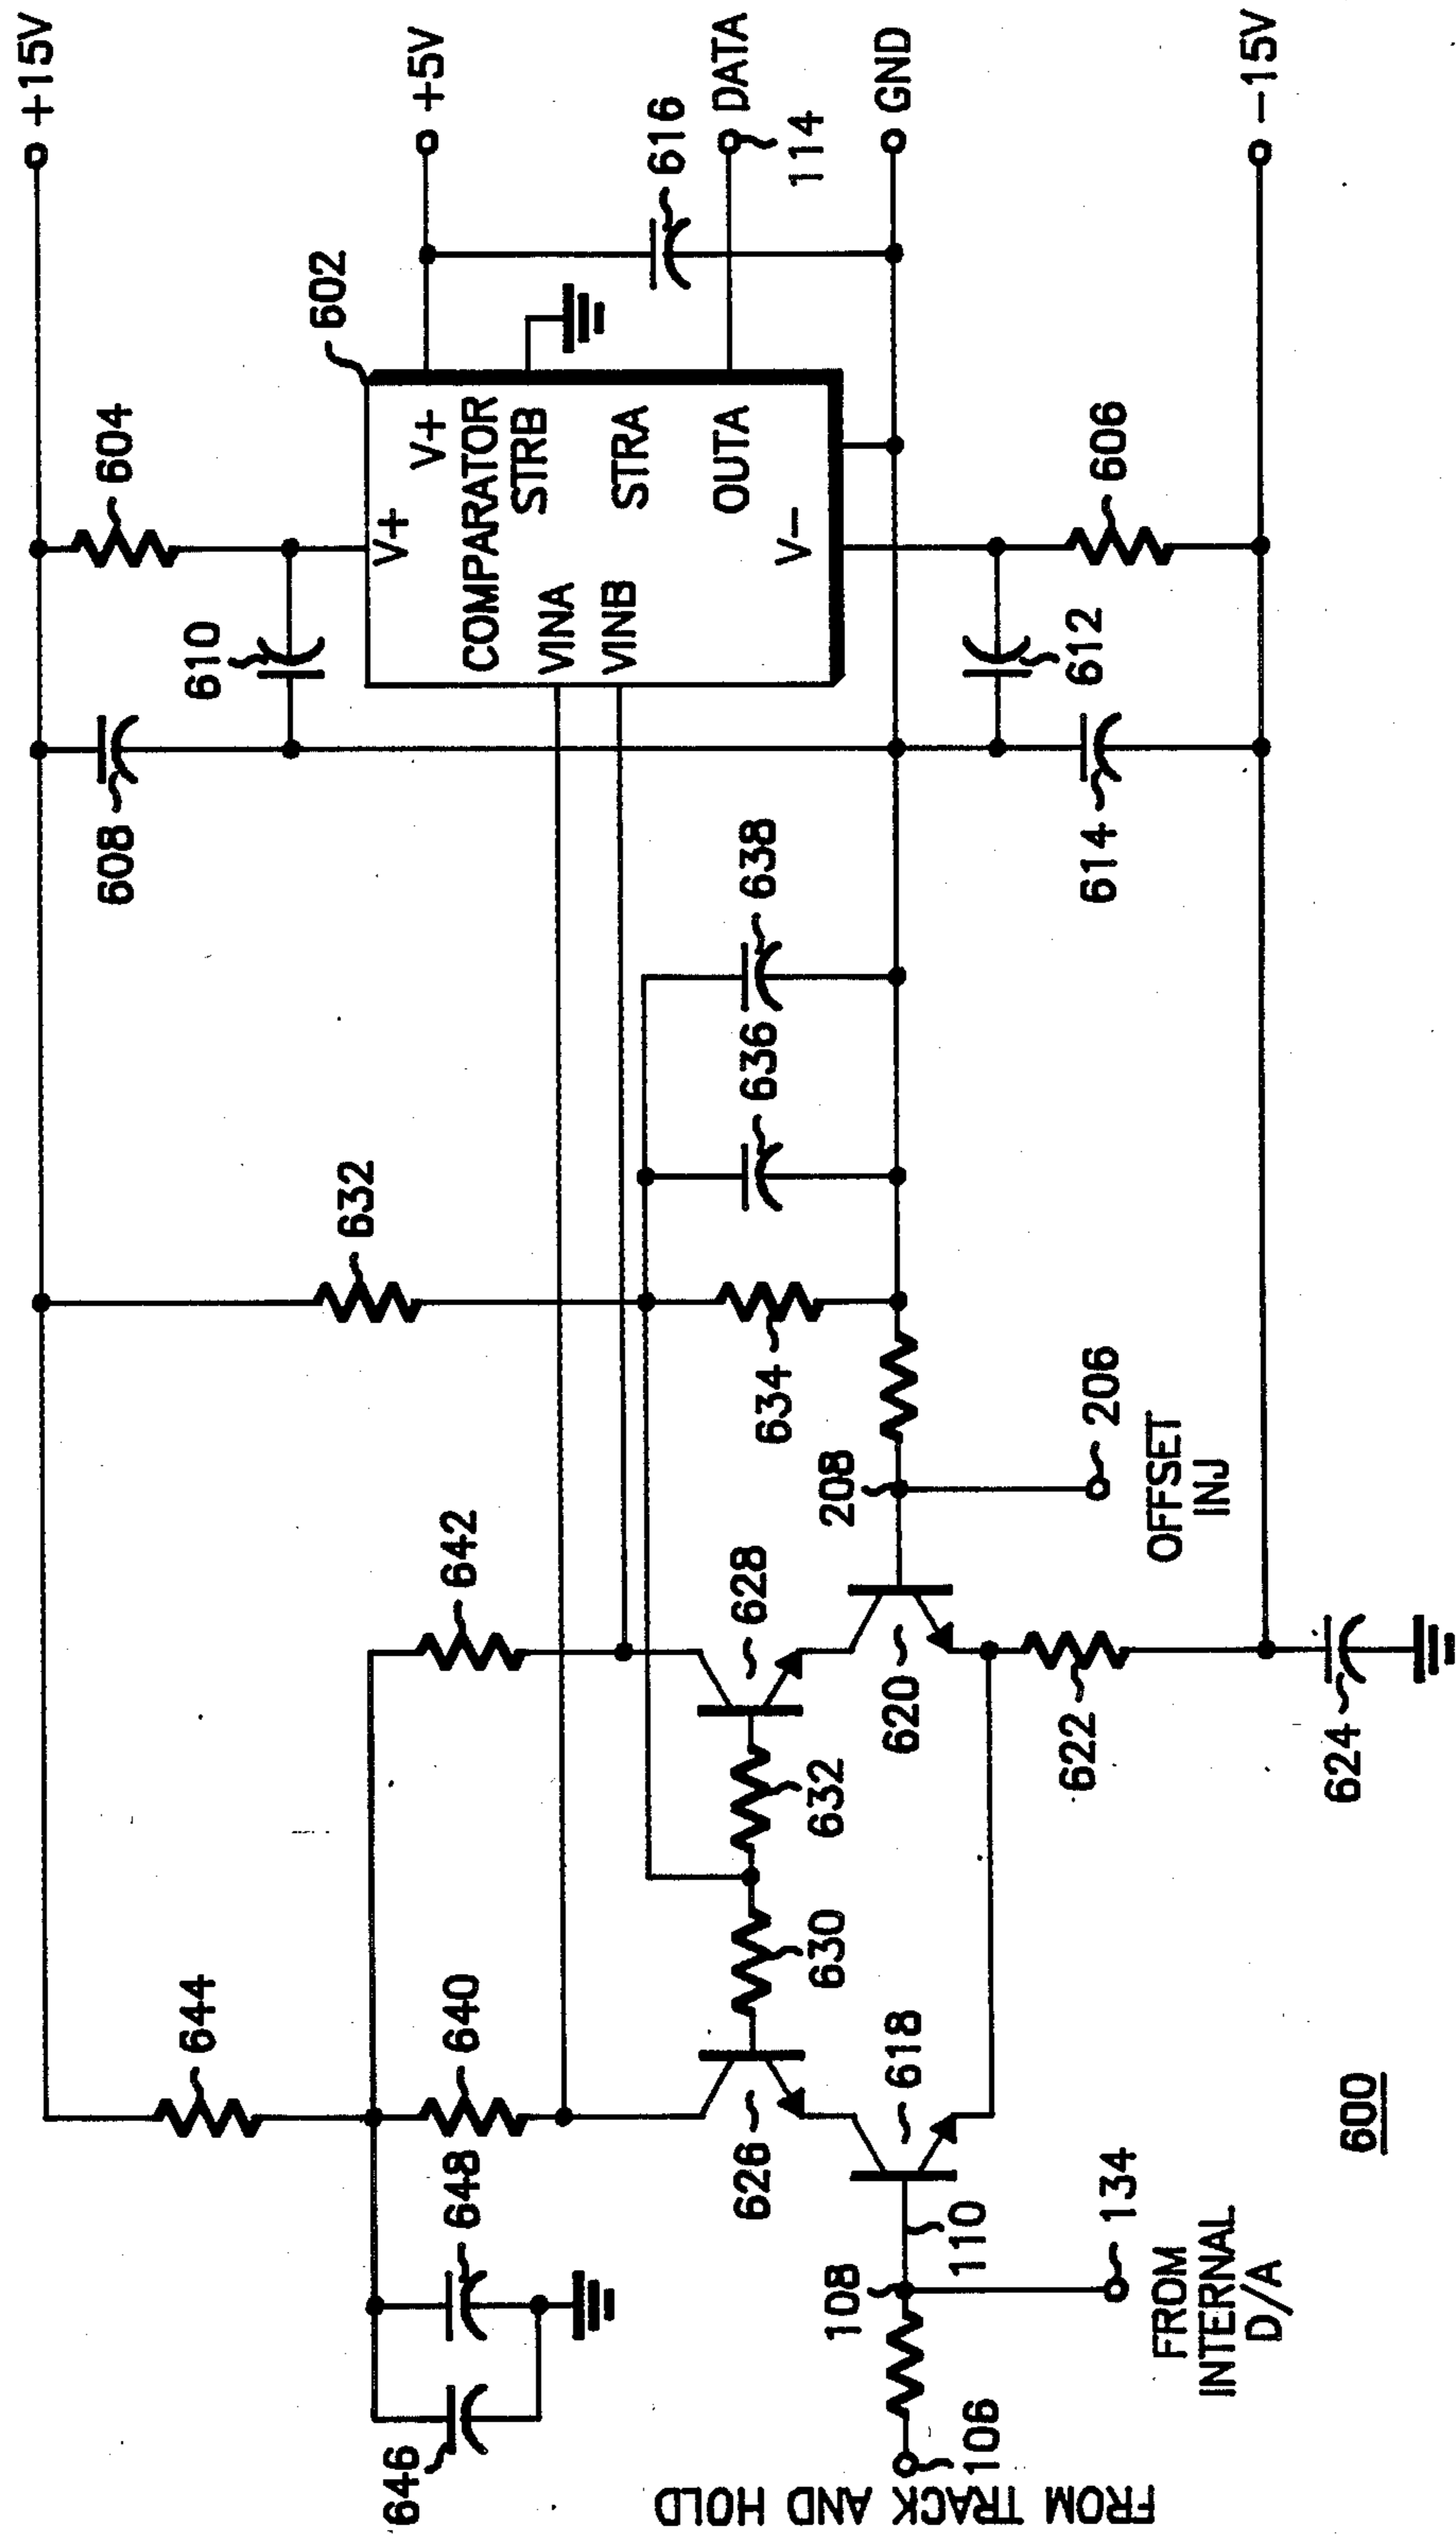 +15V
+5V
DATA
114
GND
-15V
616
602
604
606
V+
V+
COMPARATOR
STRB
VINA
STRA
VINB
OUTA
V-
610
612
608
614
638
636
632
634
206
OFFSET
INJ
208
642
628
620
622
624
632
630
644
640
648
626
618
110
108
134
FROM
INTERNAL
D/A
646
106
FROM TRACK AND HOLD
600